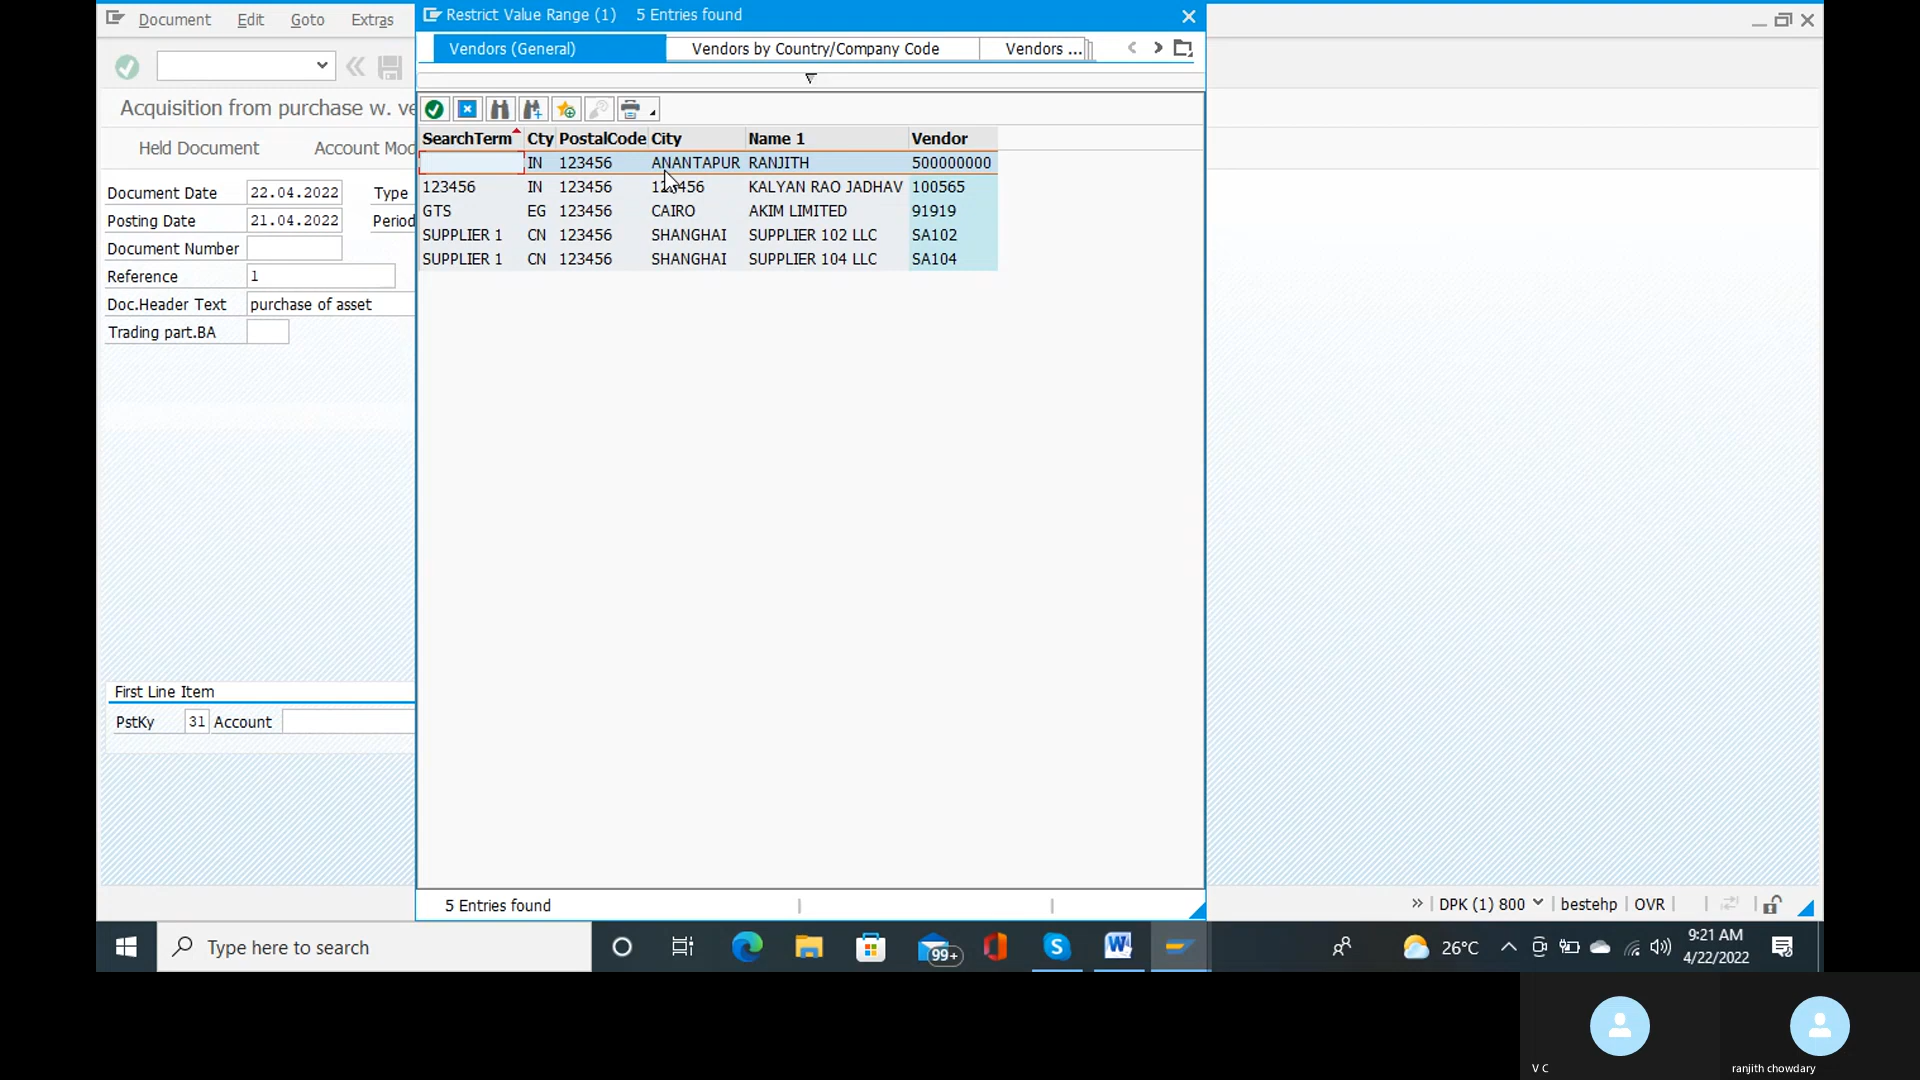 Restrict Value Range (1) 5 Entries found
Document Edit Goto Extras
Vendors (General) Vendors by Country/Company Code Vendors ...
Acquisition from purchase w. ve
Held Document Account Mod
SearchTerm Cty PostalCode City Name 1 Vendor
IN 123456 ANANTAPUR RANJITH 500000000
123456 IN 123456 123456 KALYAN RAO JADHAV 100565
GTS EG 123456 CAIRO AKIM LIMITED 91919
SUPPLIER 1 CN 123456 SHANGHAI SUPPLIER 102 LLC SA102
SUPPLIER 1 CN 123456 SHANGHAI SUPPLIER 104 LLC SA104
Document Date 22.04.2022 Type
Posting Date 21.04.2022 Period
Document Number
Reference 1
Doc.Header Text purchase of asset
Trading part.BA
First Line Item
PstKy 31 Account
5 Entries found
DPK (1) 800 bestehp OVR
Type here to search
99+
26°C
9:21 AM
4/22/2022
V C
ranjith chowdary